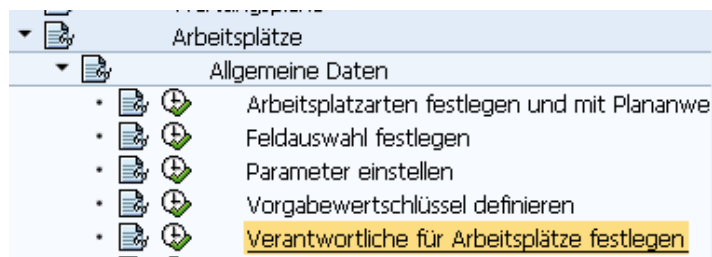 Arbeitsplätze
Allgemeine Daten
Arbeitsplatzarten festlegen und mit Plananwe
Feldauswahl festlegen
Parameter einstellen
Vorgabewertschlüssel definieren
Verantwortliche für Arbeitsplätze festlegen